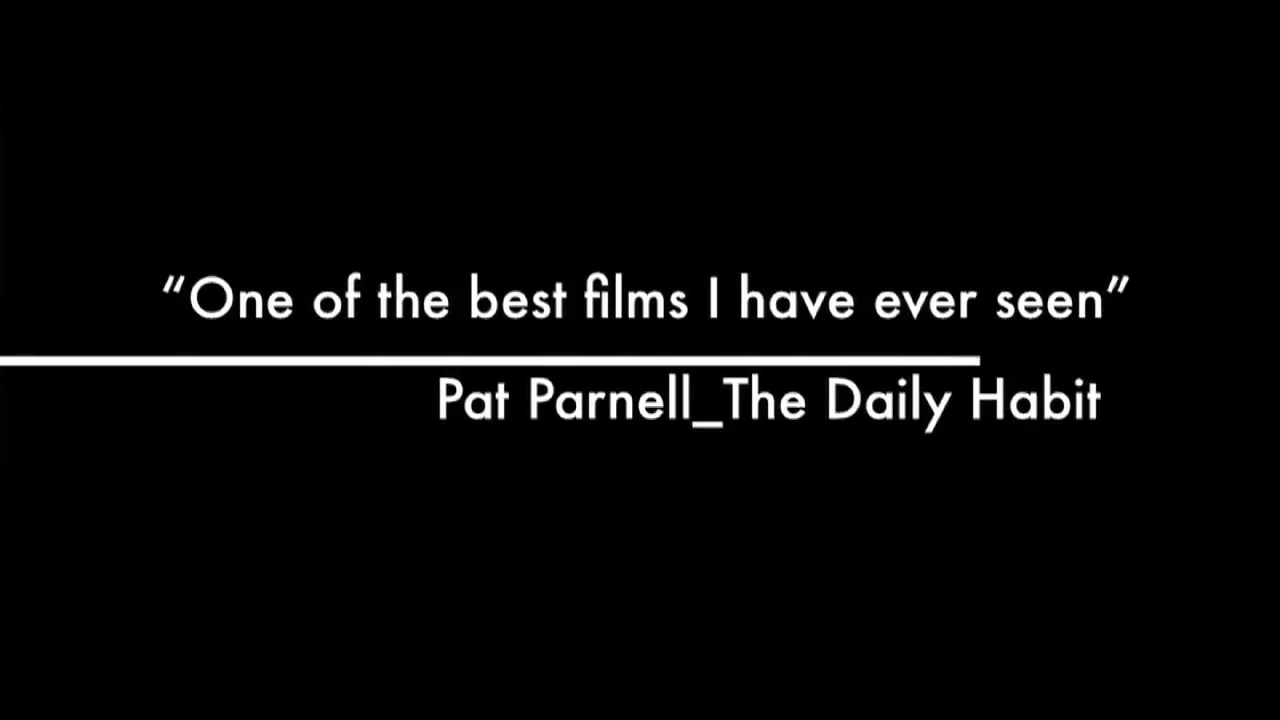 “One of the best films I have ever seen”
Pat Parnell_The Daily Habit